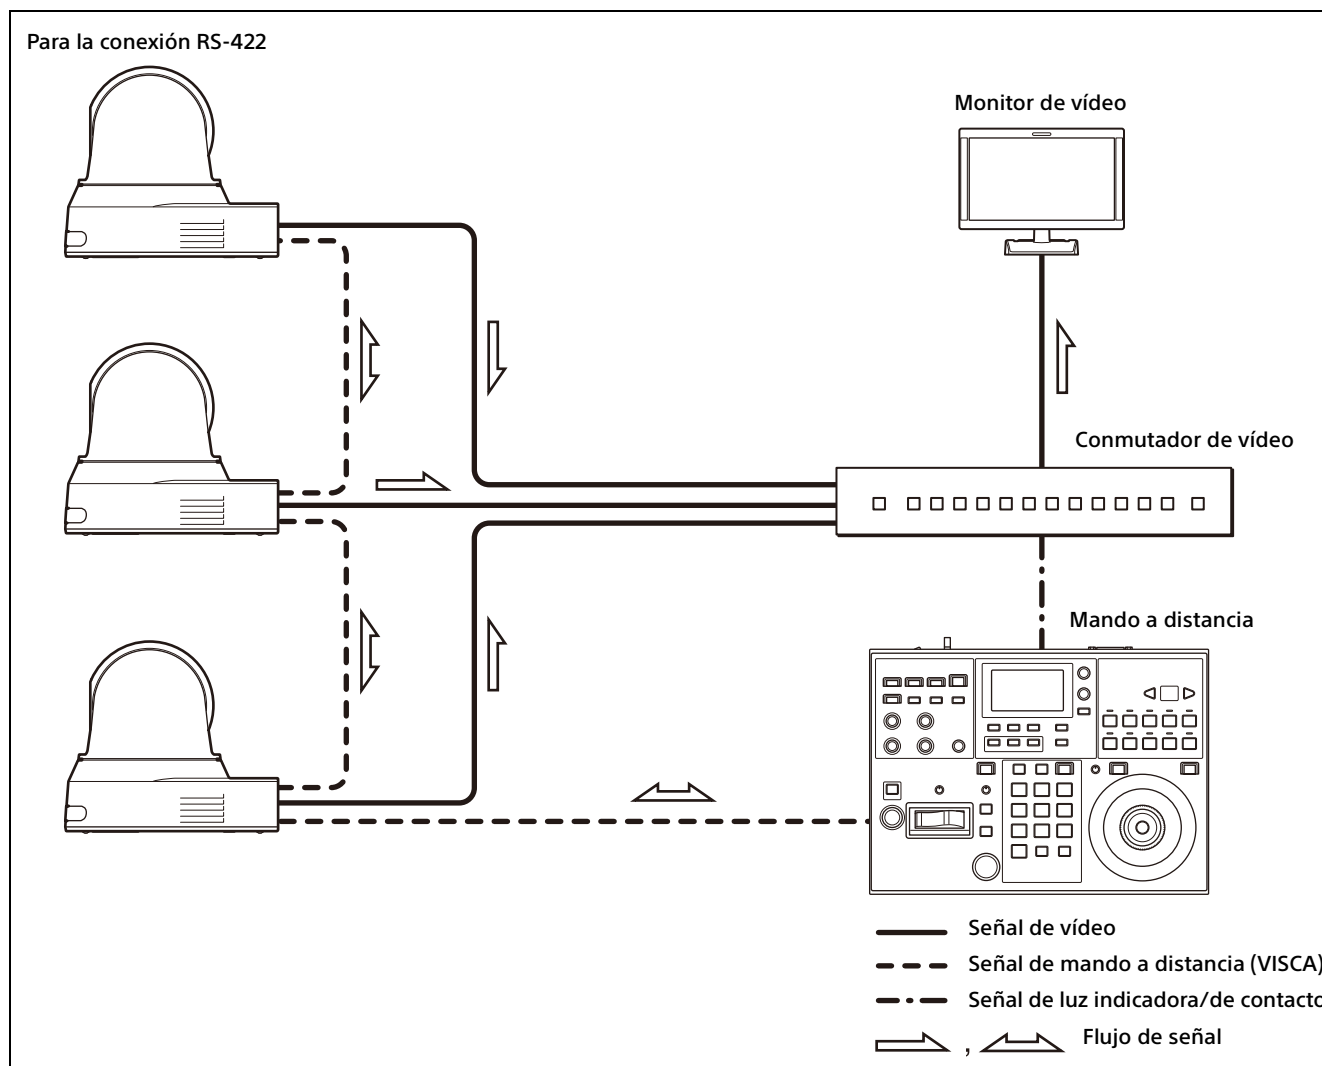 Para la conexión RS-422
Monitor de vídeo
Conmutador de vídeo
Mando a distancia
Señal de vídeo
Señal de mando a distancia (VISCA)
Señal de luz indicadora/de contacto
, Flujo de señal